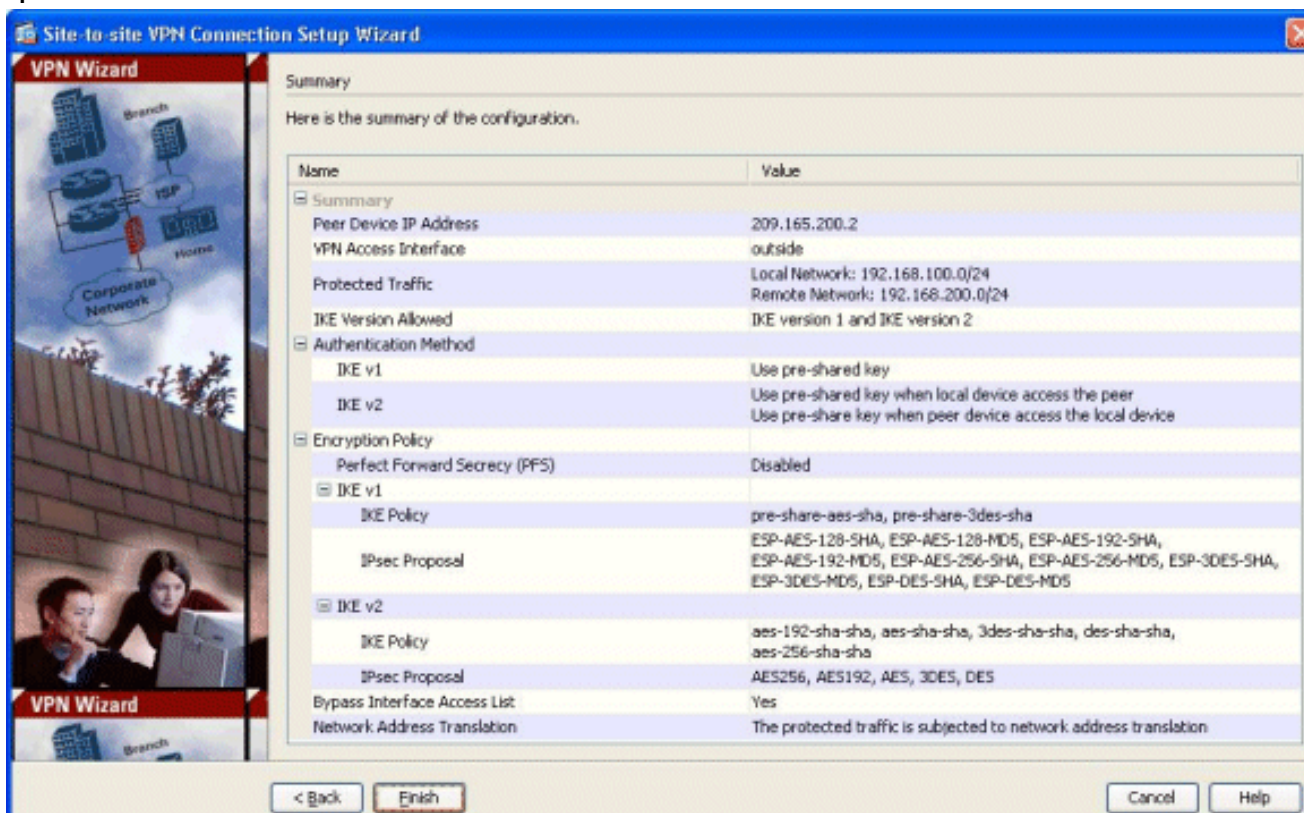 Site-to-site VPN Connection Setup Wizard
VPN Wizard
Branch
ISP
Home
Corporate
Network
VPN Wizard
Branch
Summary
Here is the summary of the configuration.
Name Value
Summary
Peer Device IP Address 209.165.200.2
VPN Access Interface outside
Protected Traffic Local Network: 192.168.100.0/24
Remote Network: 192.168.200.0/24
IKE Version Allowed IKE version 1 and IKE version 2
Authentication Method
IKE v1 Use pre-shared key
IKE v2 Use pre-shared key when local device access the peer
Use pre-share key when peer device access the local device
Encryption Policy
Perfect Forward Secrecy (PFS) Disabled
IKE v1
IKE Policy pre-share-aes-sha, pre-share-3des-sha
IPsec Proposal ESP-AES-128-SHA, ESP-AES-128-MD5, ESP-AES-192-SHA,
ESP-AES-192-MD5, ESP-AES-256-SHA, ESP-AES-256-MD5, ESP-3DES-SHA,
ESP-3DES-MD5, ESP-DES-SHA, ESP-DES-MD5
IKE v2
IKE Policy aes-192-sha-sha, aes-sha-sha, 3des-sha-sha, des-sha-sha,
aes-256-sha-sha
IPsec Proposal AES256, AES192, AES, 3DES, DES
Bypass Interface Access List Yes
Network Address Translation The protected traffic is subjected to network address translation
< Back Finish Cancel Help